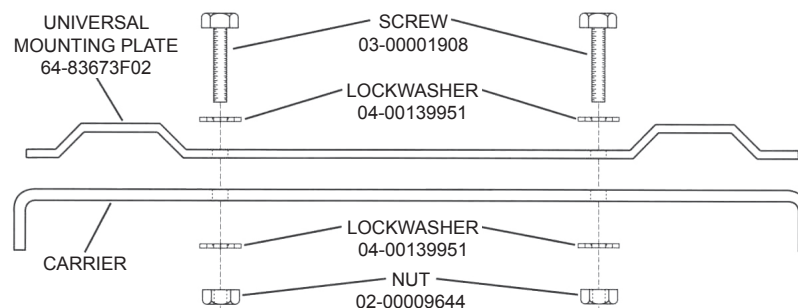 UNIVERSAL
MOUNTING PLATE
64-83673F02
SCREW
03-00001908
LOCKWASHER
04-00139951
LOCKWASHER
04-00139951
CARRIER
NUT
02-00009644